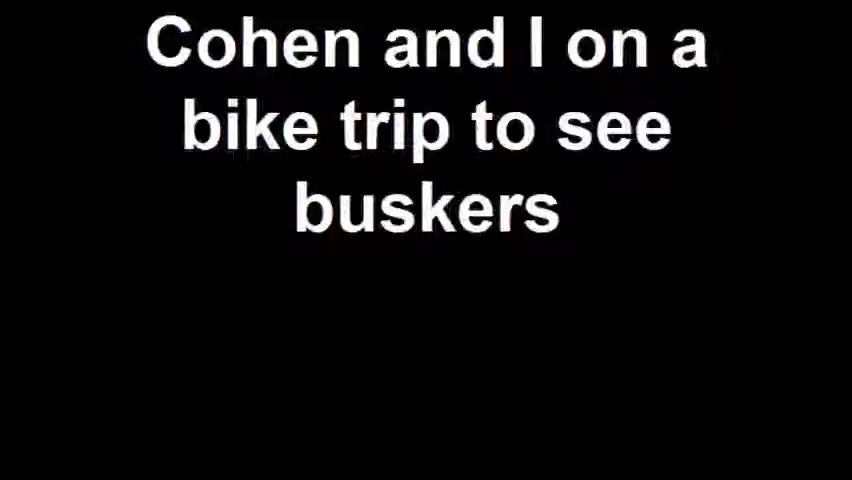 Cohen and I on a
bike trip to see
buskers